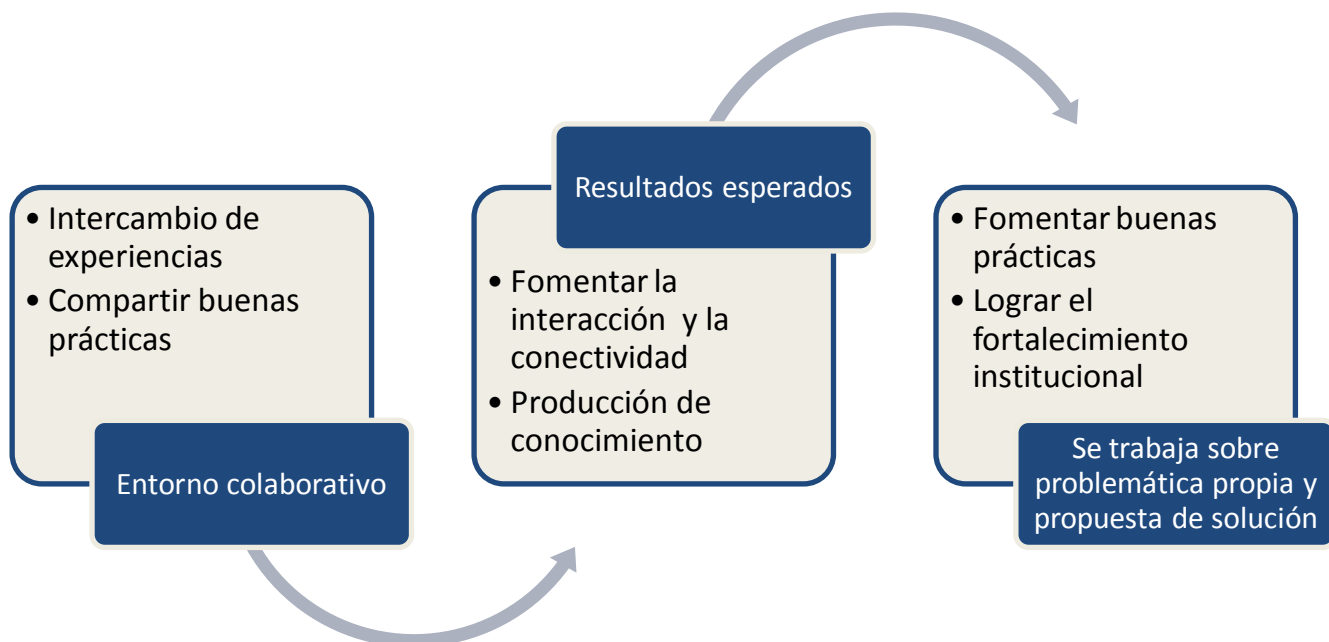 • Intercambio de
experiencias
• Compartir buenas
prácticas
Entorno colaborativo
Resultados esperados
• Fomentar la
interacción y la
conectividad
• Producción de
conocimiento
• Fomentar buenas
prácticas
• Lograr el
fortalecimiento
institucional
Se trabaja sobre
problemática propia y
propuesta de solución